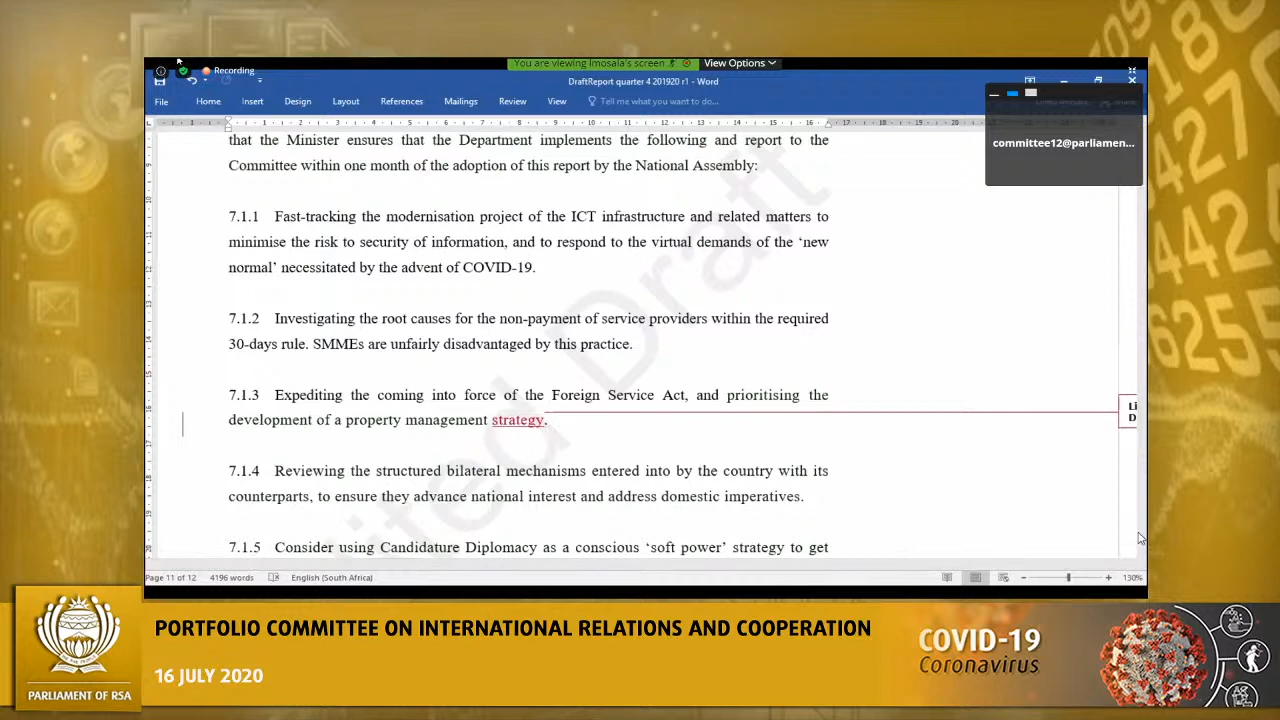 Recording
You are viewing lmosala's screen
View Options
DraftReport quarter 4 201920 r1 - Word
File Home Insert Design Layout References Mailings Review View Tell me what you want to do...
committee12@parliamen...
that the Minister ensures that the Department implements the following and report to the
Committee within one month of the adoption of this report by the National Assembly:
7.1.1 Fast-tracking the modernisation project of the ICT infrastructure and related matters to
minimise the risk to security of information, and to respond to the virtual demands of the ‘new
normal’ necessitated by the advent of COVID-19.
7.1.2 Investigating the root causes for the non-payment of service providers within the required
30-days rule. SMMEs are unfairly disadvantaged by this practice.
7.1.3 Expediting the coming into force of the Foreign Service Act, and prioritising the
development of a property management strategy.
7.1.4 Reviewing the structured bilateral mechanisms entered into by the country with its
counterparts, to ensure they advance national interest and address domestic imperatives.
7.1.5 Consider using Candidature Diplomacy as a conscious ‘soft power’ strategy to get
Draft
Page 11 of 12 4196 words English (South Africa) 130%
PORTFOLIO COMMITTEE ON INTERNATIONAL RELATIONS AND COOPERATION
16 JULY 2020
PARLIAMENT OF RSA
COVID-19
Coronavirus